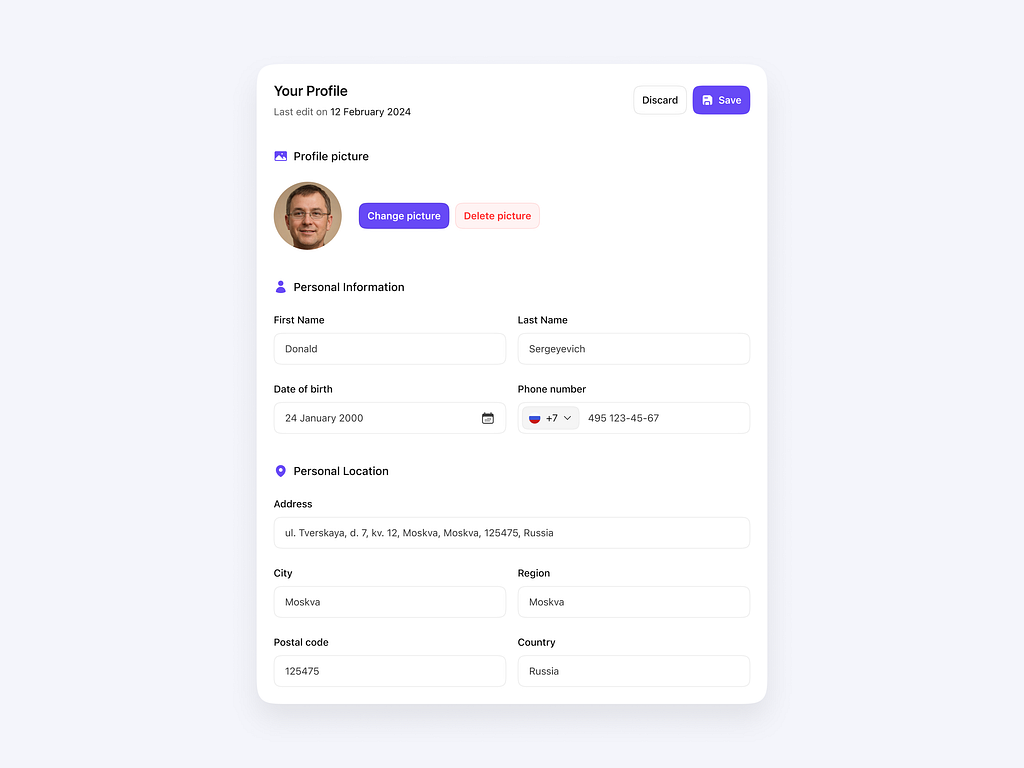 Your Profile
Last edit on 12 February 2024
Discard
Save
Profile picture
Change picture
Delete picture
Personal Information
First Name
Last Name
Donald
Sergeyevich
Date of birth
Phone number
24 January 2000
+7
495 123-45-67
Personal Location
Address
ul. Tverskaya, d. 7, kv. 12, Moskva, Moskva, 125475, Russia
City
Region
Moskva
Moskva
Postal code
Country
125475
Russia